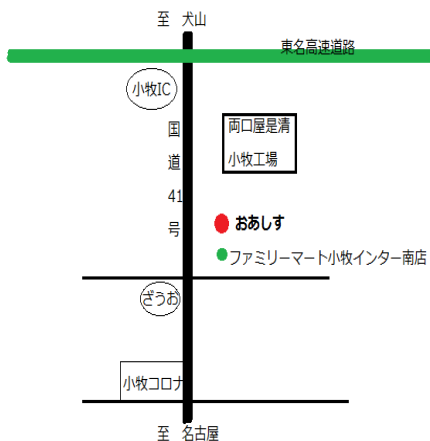 至 犬山
東名高速道路
小牧IC
国道41号
両口屋是清
小牧工場
おあしす
ファミリーマート小牧インター南店
ざうお
小牧コロナ
至 名古屋